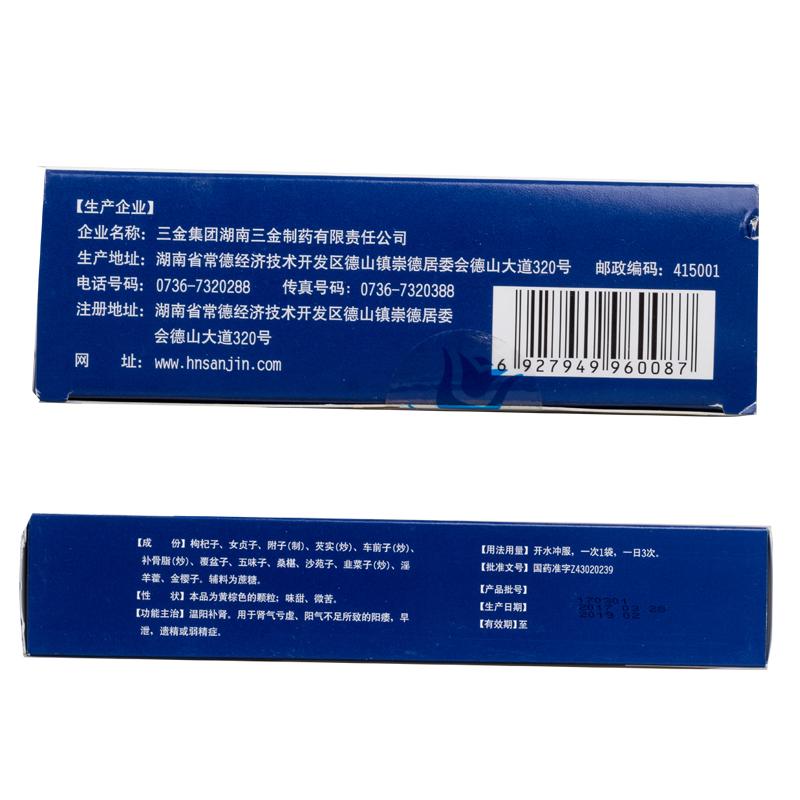 【生产企业】
企业名称：三金集团湖南三金制药有限责任公司
生产地址：湖南省常德经济技术开发区德山镇崇德居委会德山大道320号 邮政编码：415001
电话号码：0736-7320288 传真号码：0736-7320388
注册地址：湖南省常德经济技术开发区德山镇崇德居委
会德山大道320号
网 址：www.hnsanjin.com
6 927949 960087
【成 份】枸杞子、女贞子、附子(制)、芡实(炒)、车前子(炒)、
补骨脂(炒)、覆盆子、五味子、桑椹、沙苑子、韭菜子(炒)、淫
羊藿、金樱子。辅料为蔗糖。
【性 状】本品为黄棕色的颗粒；味甜、微苦。
【功能主治】温阳补肾。用于肾气亏虚、阳气不足所致的阳痿，早
泄，遗精或弱精症。
【用法用量】开水冲服，一次1袋，一日3次。
【批准文号】国药准字Z43020239
【产品批号】 170301
【生产日期】 2017 02 28
【有效期】至 2019.02